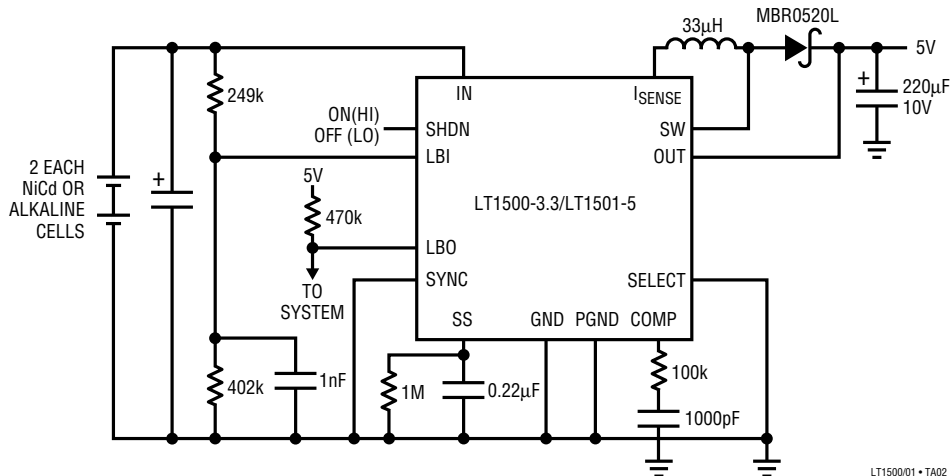 33µH
MBR0520L
5V
+
220µF
10V
249k
IN
ISENSE
ON(HI)
OFF (LO)
SHDN
SW
LBI
OUT
2 EACH
NiCd OR
ALKALINE
CELLS
+
5V
470k
LT1500-3.3/LT1501-5
LBO
TO
SYSTEM
SYNC
SELECT
SS
GND
PGND
COMP
402k
1nF
1M
0.22µF
100k
1000pF
LT1500/01 • TA02